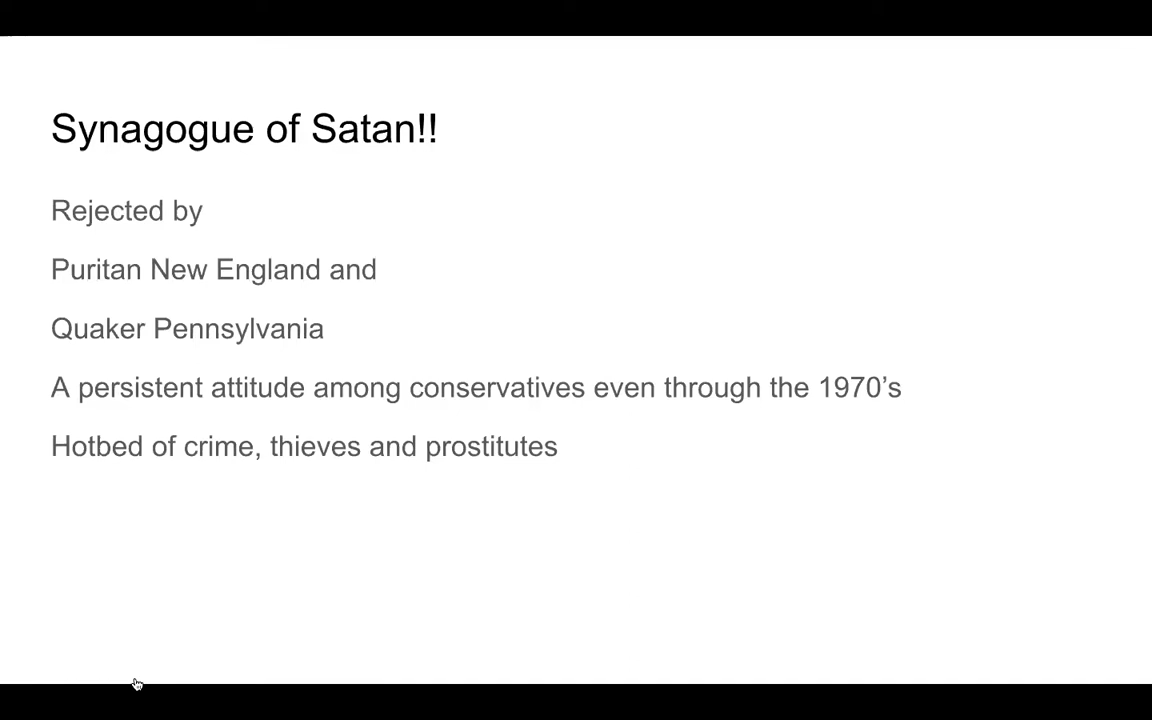 Synagogue of Satan!!
Rejected by
Puritan New England and
Quaker Pennsylvania
A persistent attitude among conservatives even through the 1970’s
Hotbed of crime, thieves and prostitutes